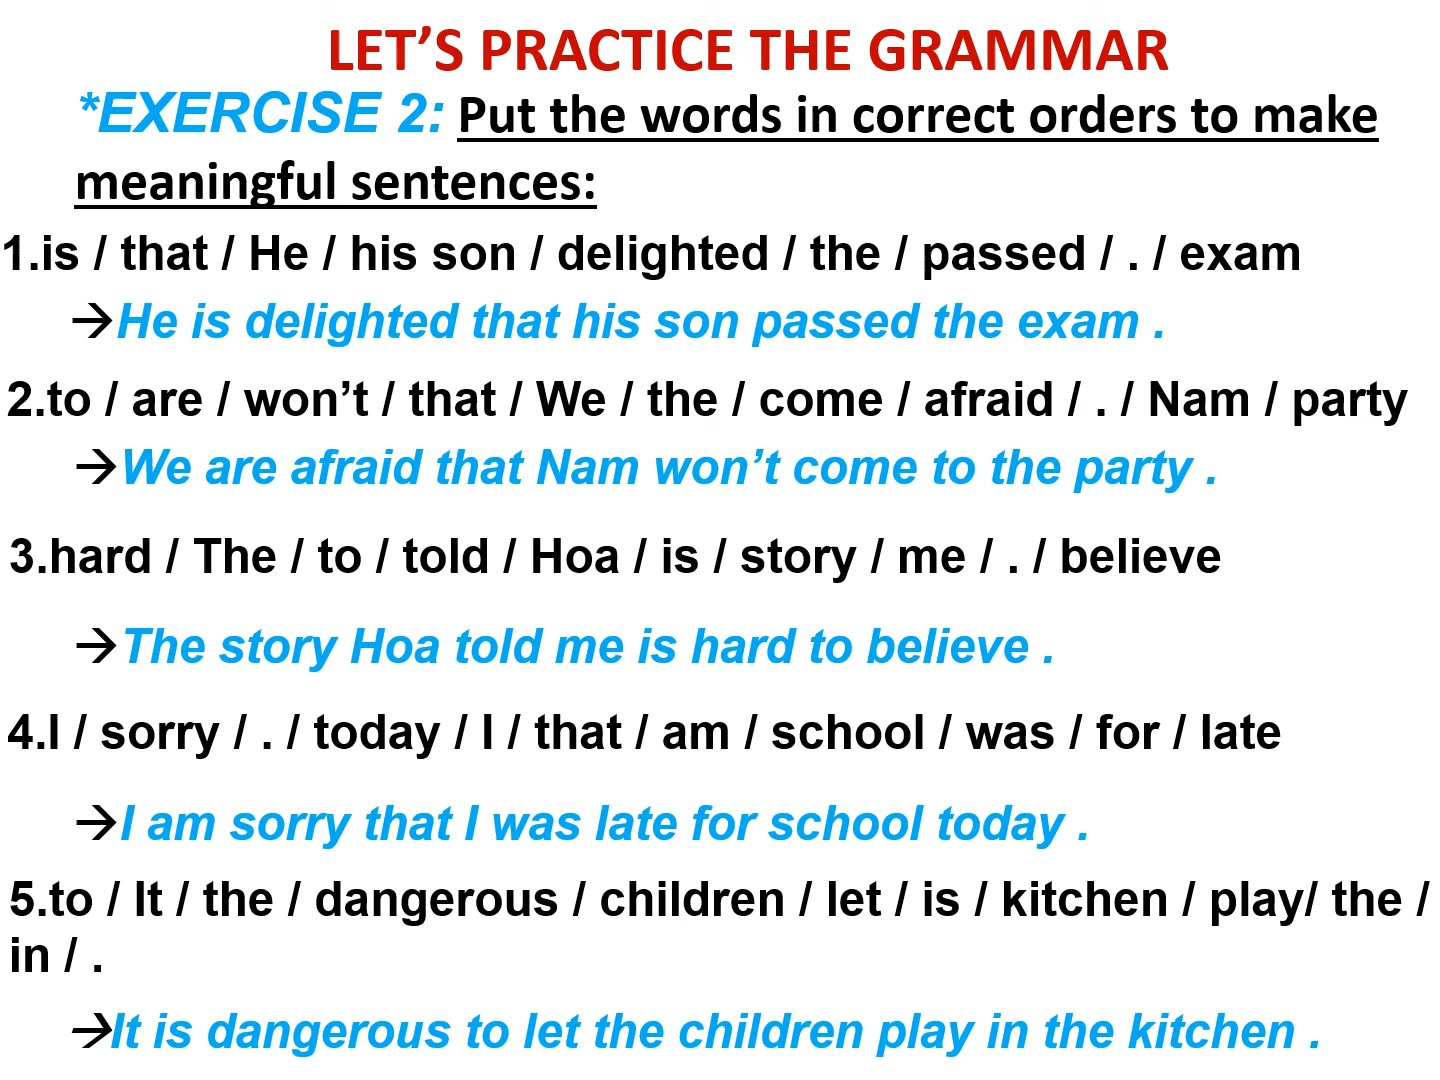 LET’S PRACTICE THE GRAMMAR
*EXERCISE 2: Put the words in correct orders to make
meaningful sentences:
1.is / that / He / his son / delighted / the / passed / . / exam
→He is delighted that his son passed the exam .
2.to / are / won’t / that / We / the / come / afraid / . / Nam / party
→We are afraid that Nam won’t come to the party .
3.hard / The / to / told / Hoa / is / story / me / . / believe
→The story Hoa told me is hard to believe .
4.I / sorry / . / today / I / that / am / school / was / for / late
→I am sorry that I was late for school today .
5.to / It / the / dangerous / children / let / is / kitchen / play/ the /
in / .
→It is dangerous to let the children play in the kitchen .